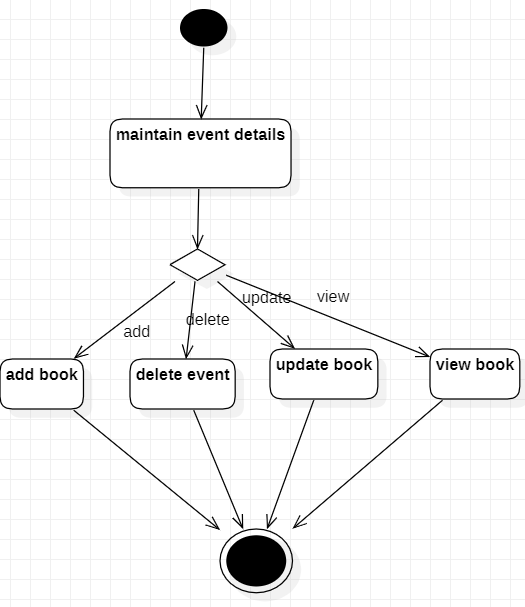 maintain event details
update
view
delete
add
add book
delete event
update book
view book